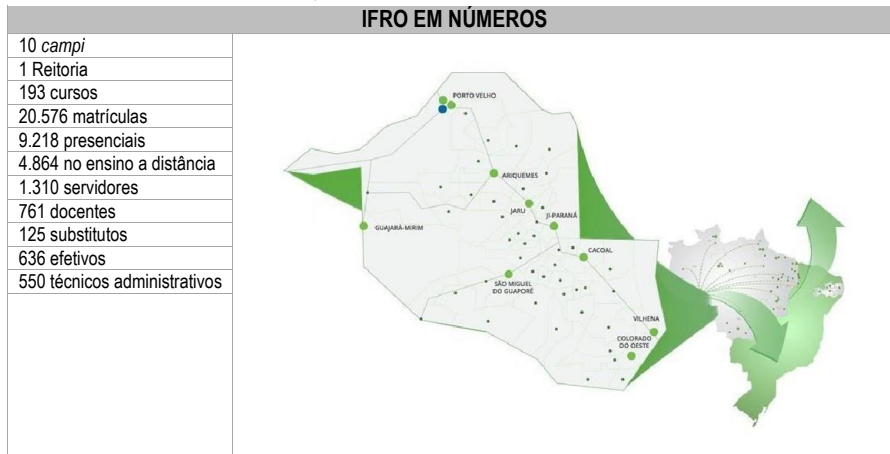 IFRO EM NÚMEROS
10 campi
1 Reitoria
193 cursos
20.576 matrículas
9.218 presenciais
4.864 no ensino a distância
1.310 servidores
761 docentes
125 substitutos
636 efetivos
550 técnicos administrativos
PORTO VELHO
ARIQUEMES
JARU
JI-PARANÁ
GUAJARÁ-MIRIM
CACOAL
SÃO MIGUEL
DO GUAPORÉ
VILHENA
COLORADO
DO OESTE